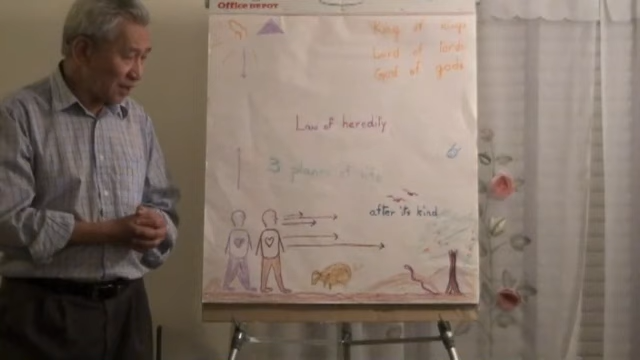 Office DEPOT
King of Kings
Lord of lords
God of gods
Law of heredity
3 planes of life
after its kind